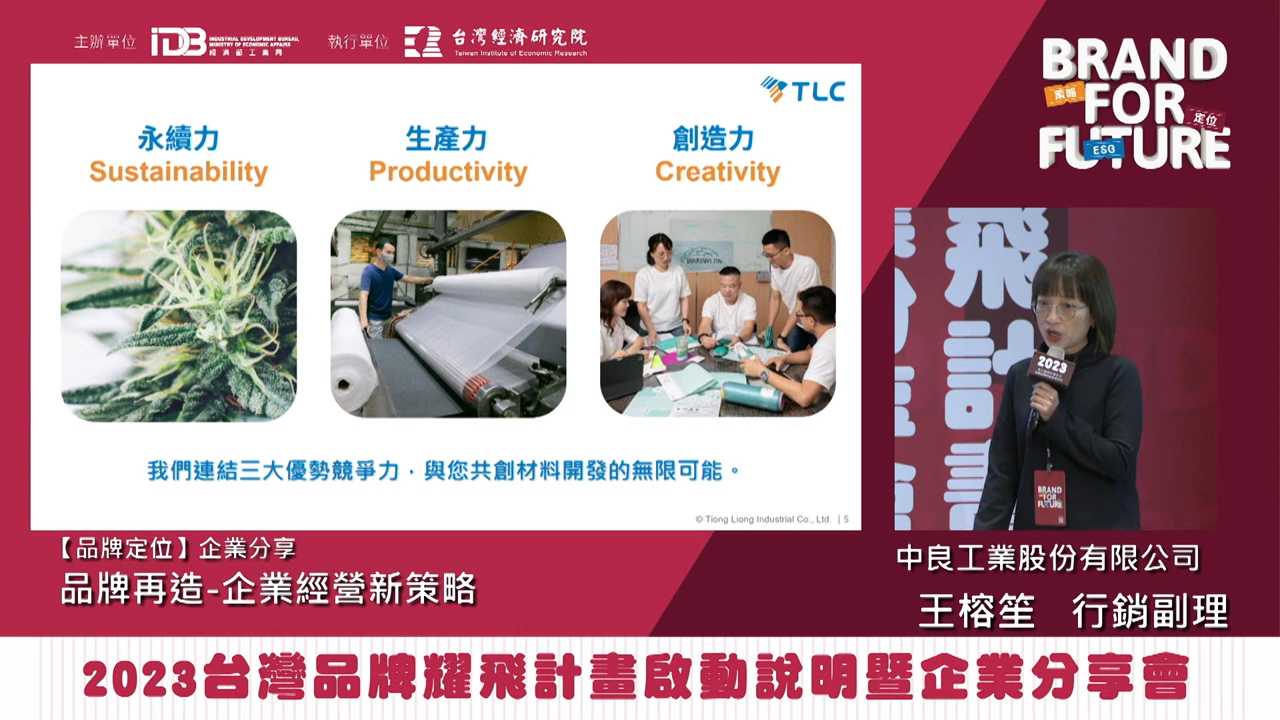 主辦單位
IDB
INDUSTRIAL DEVELOPMENT BUREAU,
MINISTRY OF ECONOMIC AFFAIRS
經濟部工業局
執行單位
台灣經濟研究院
Taiwan Institute of Economic Research
TLC
永續力
Sustainability
生產力
Productivity
創造力
Creativity
我們連結三大優勢競爭力，與您共創材料開發的無限可能。
© Tiong Liong Industrial Co., Ltd. | 5
BRAND
策略
FOR
定位
FUTURE
ESG
飛計畫
2023
BRAND
FOR
FUTURE
【品牌定位】企業分享
品牌再造-企業經營新策略
中良工業股份有限公司
王榕笙 行銷副理
2023台灣品牌耀飛計畫啟動說明暨企業分享會